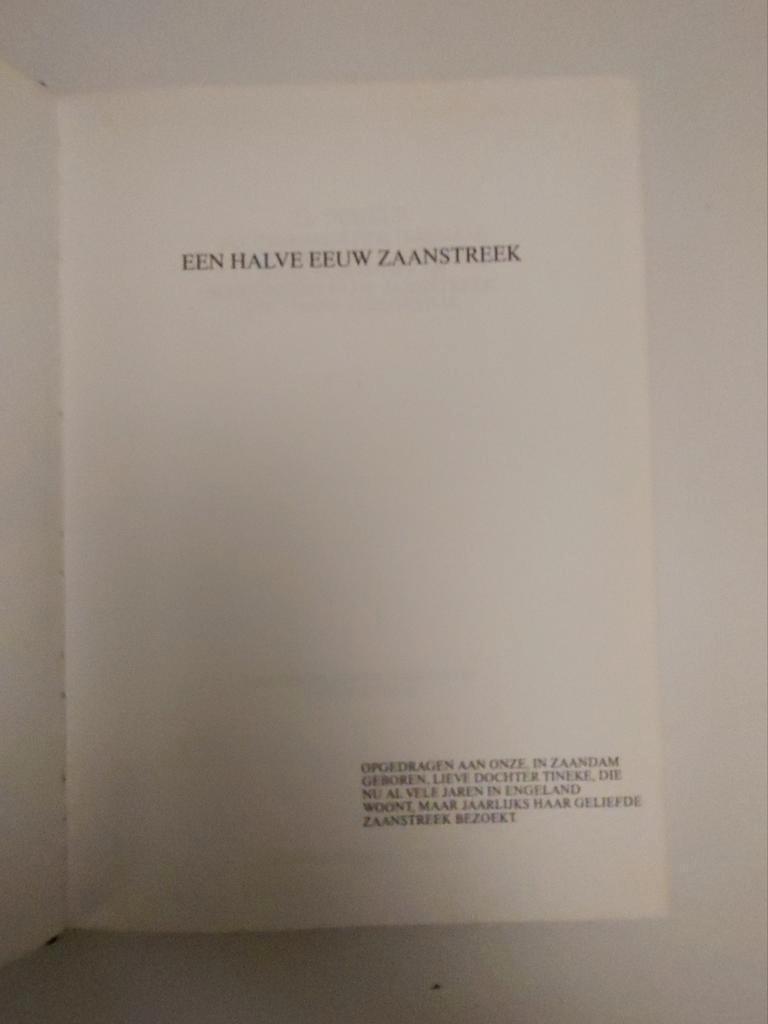 EEN HALVE EEUW ZAANSTREEK
OPGEDRAGEN AAN ONZE, IN ZAANDAM
GEBOREN, LIEVE DOCHTER TINEKE, DIE
NU AL VELE JAREN IN ENGELAND
WOONT, MAAR JAARLIJKS HAAR GELIEFDE
ZAANSTREEK BEZOEKT.